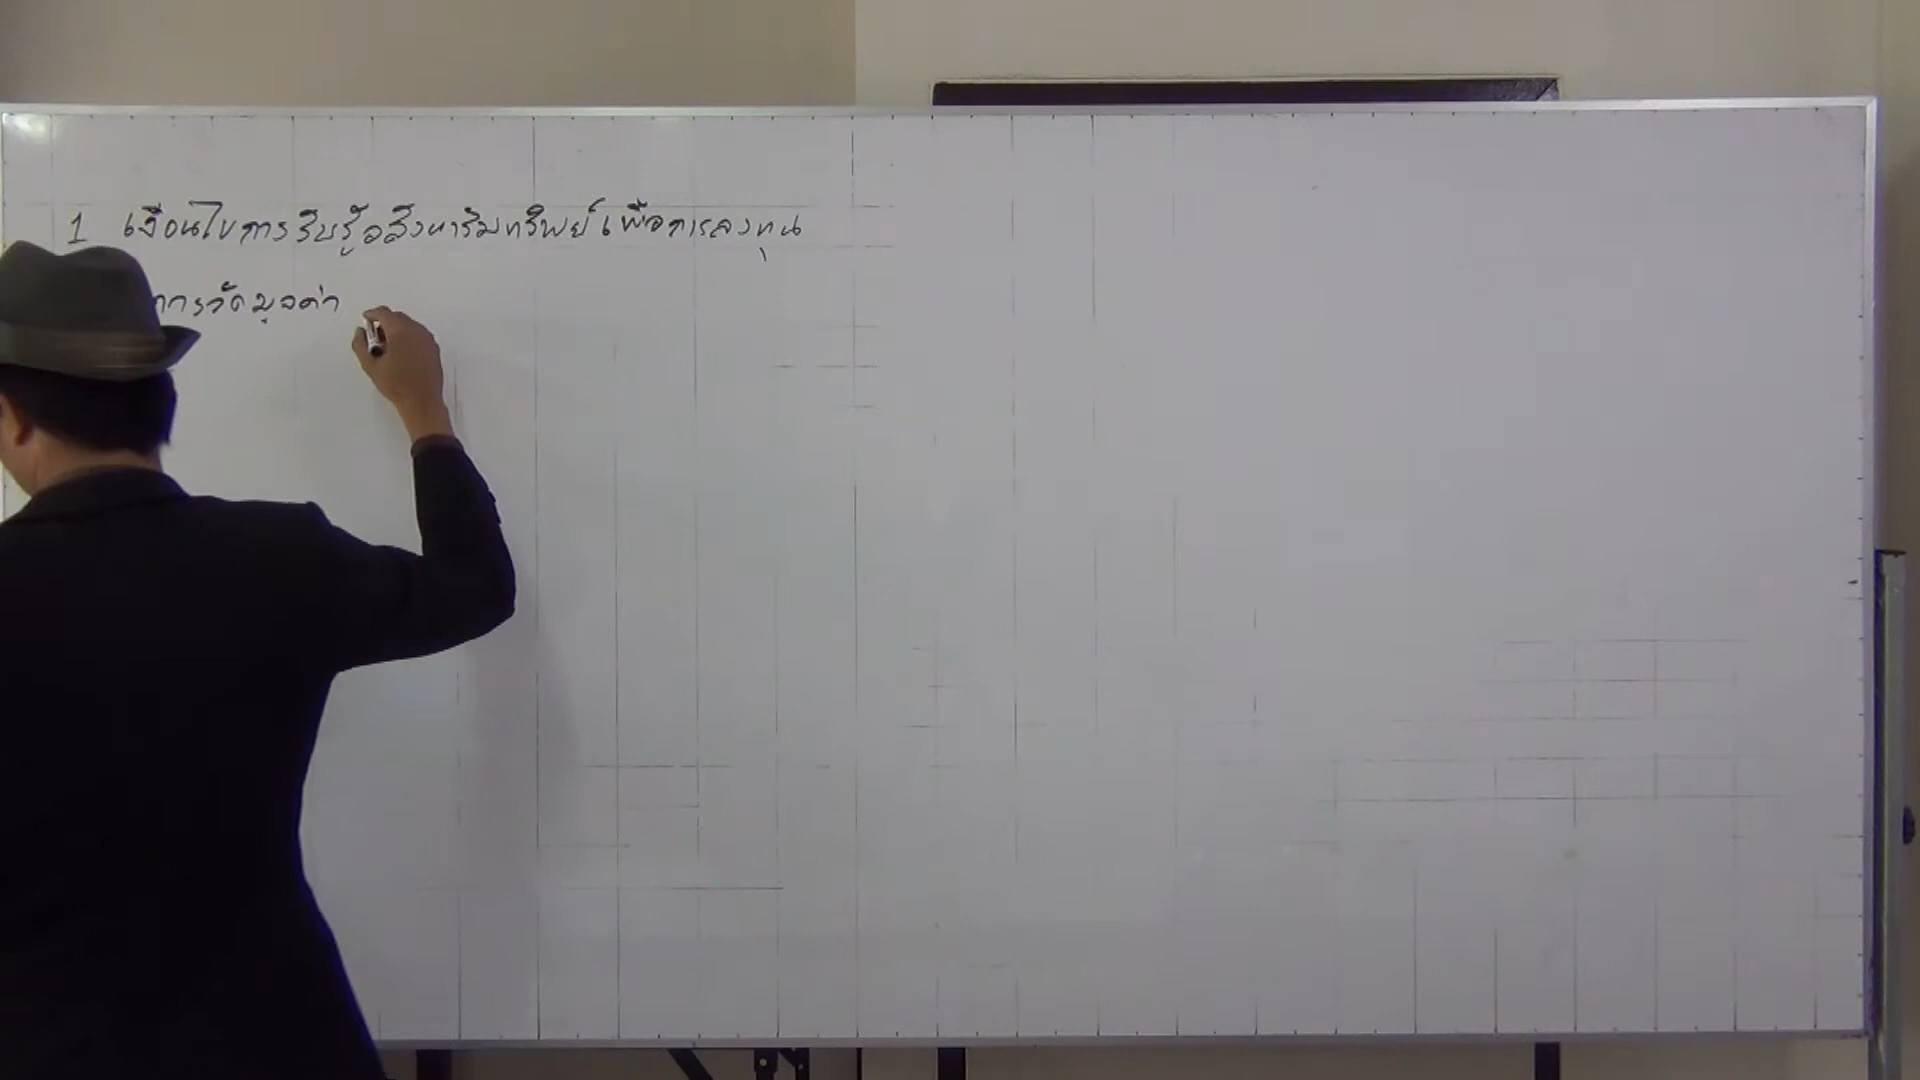 1 เงื่อนไขการรับรู้อสังหาริมทรัพย์เพื่อการลงทุน
การวัดมูลค่า